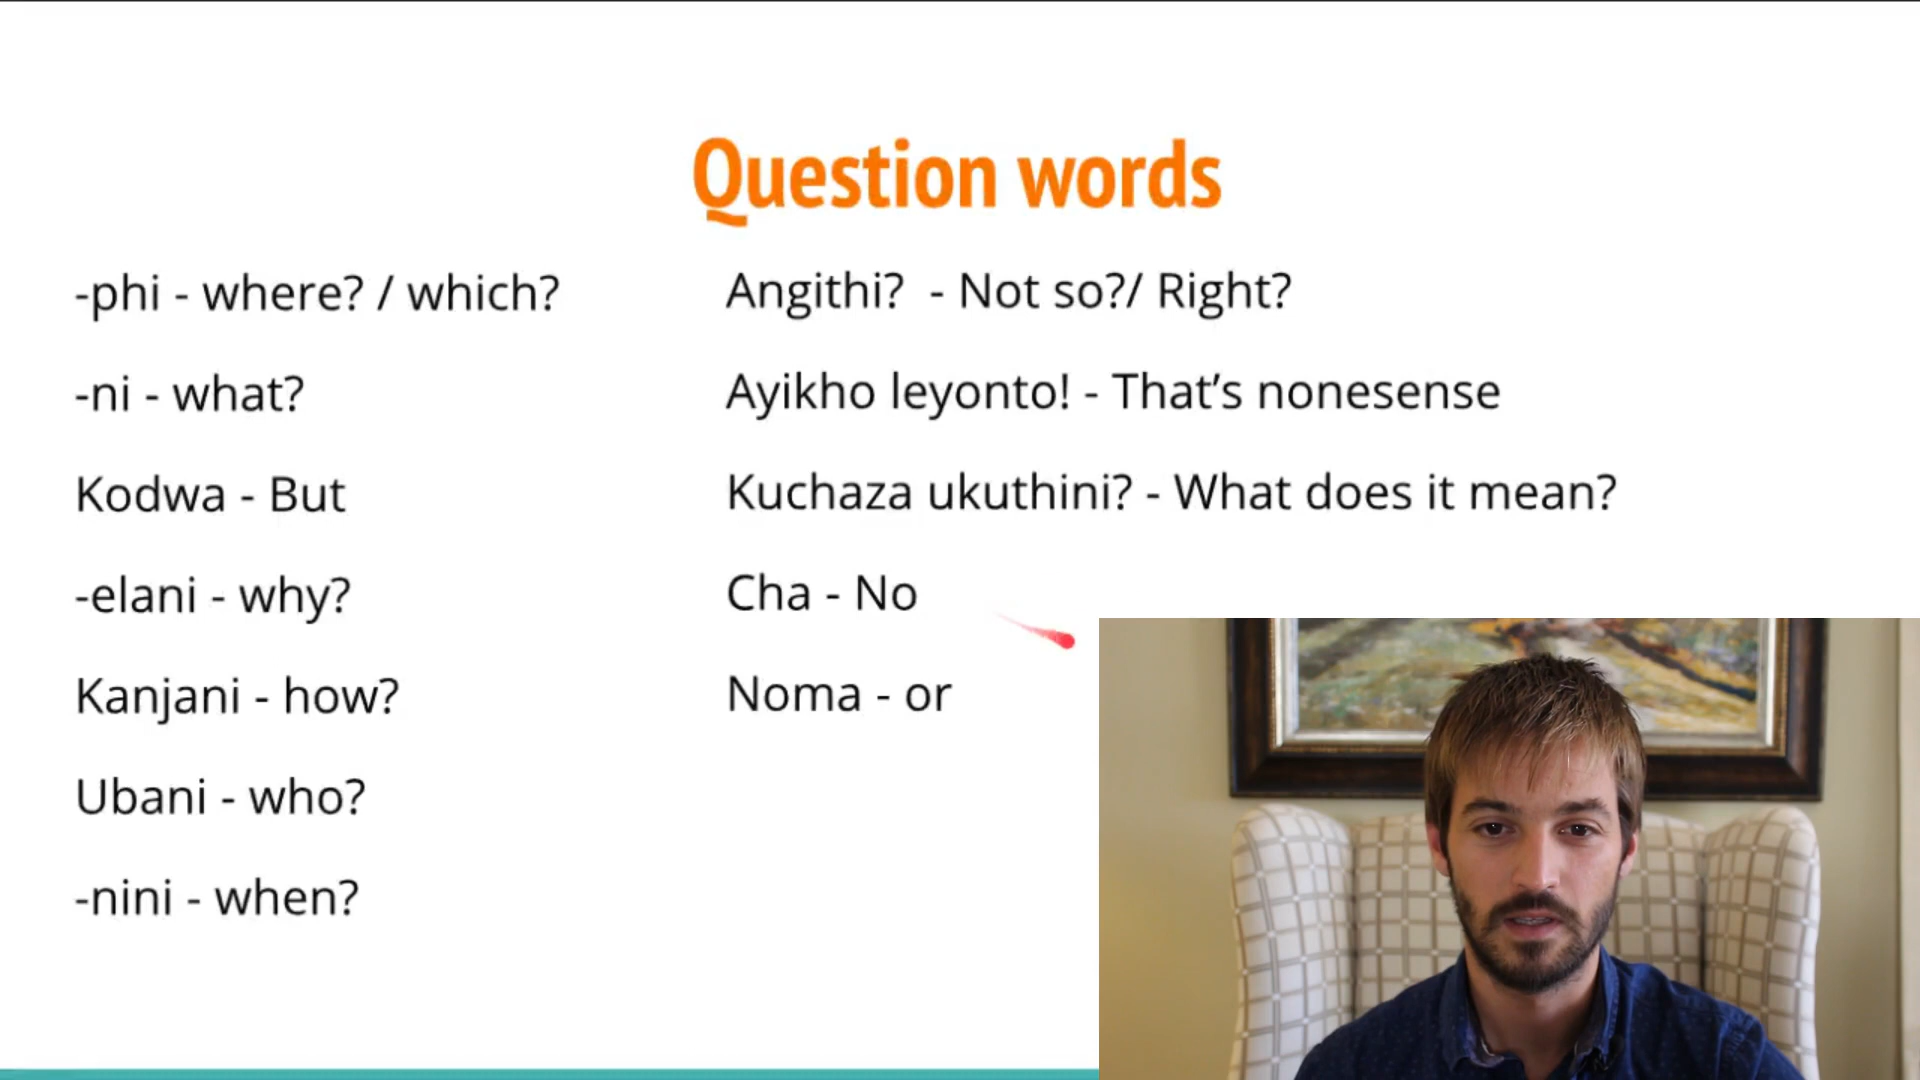 Question words
-phi - where? / which?
-ni - what?
Kodwa - But
-elani - why?
Kanjani - how?
Ubani - who?
-nini - when?
Angithi?  - Not so?/ Right?
Ayikho leyonto! - That’s nonesense
Kuchaza ukuthini? - What does it mean?
Cha - No
Noma - or